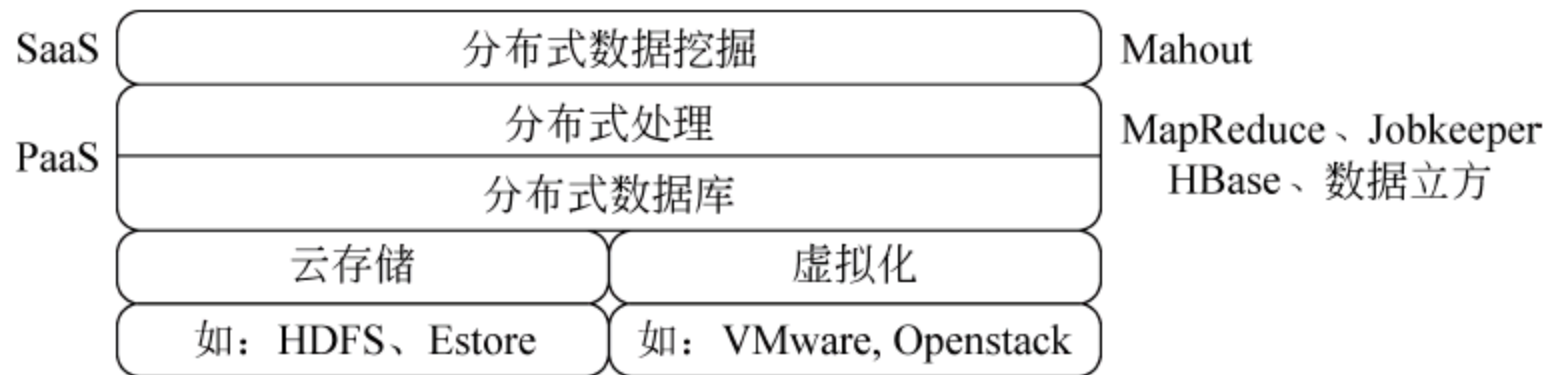 SaaS
分布式数据挖掘
Mahout
PaaS
分布式处理
MapReduce、Jobkeeper
分布式数据库
HBase、数据立方
云存储
虚拟化
如：HDFS、Estore
如：VMware, Openstack